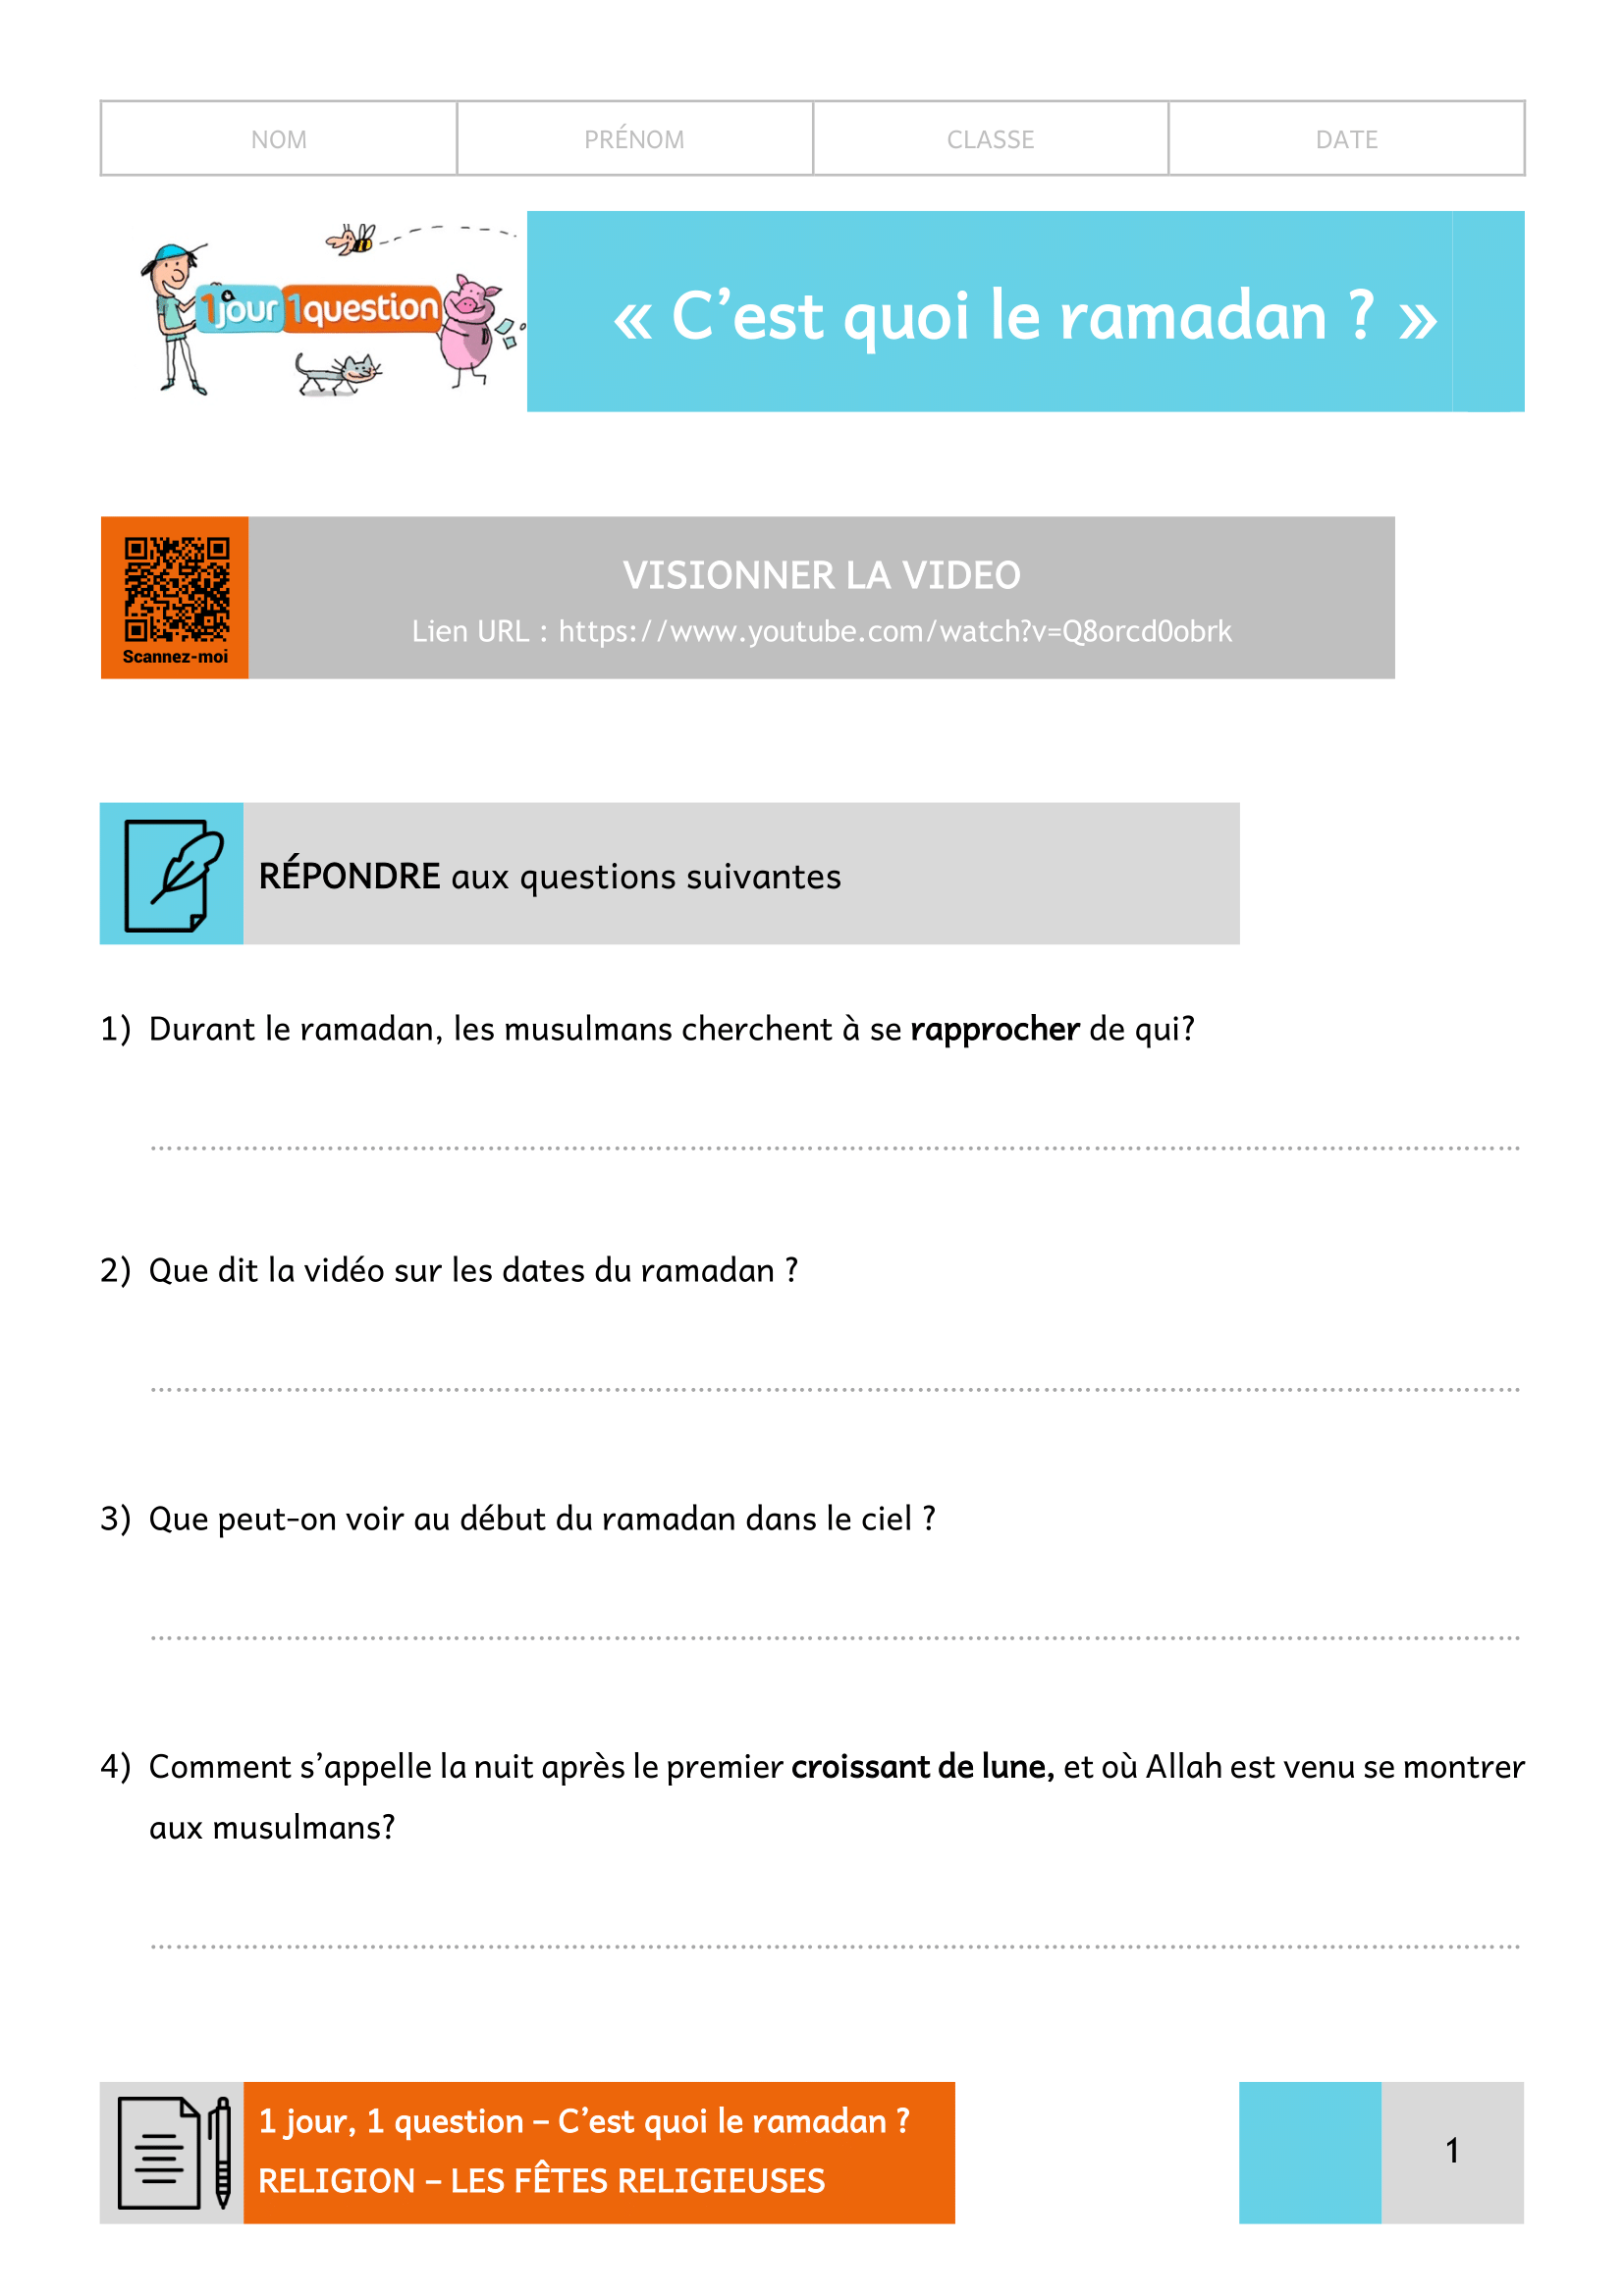 NOM PRÉNOM CLASSE DATE
1jour 1question
« C’est quoi le ramadan ? »
VISIONNER LA VIDEO
Lien URL : https://www.youtube.com/watch?v=Q8orcd0obrk
Scannez-moi
RÉPONDRE aux questions suivantes
1) Durant le ramadan, les musulmans cherchent à se rapprocher de qui?
2) Que dit la vidéo sur les dates du ramadan ?
3) Que peut-on voir au début du ramadan dans le ciel ?
4) Comment s’appelle la nuit après le premier croissant de lune, et où Allah est venu se montrer
aux musulmans?
1 jour, 1 question – C’est quoi le ramadan ?
RELIGION – LES FÊTES RELIGIEUSES
1